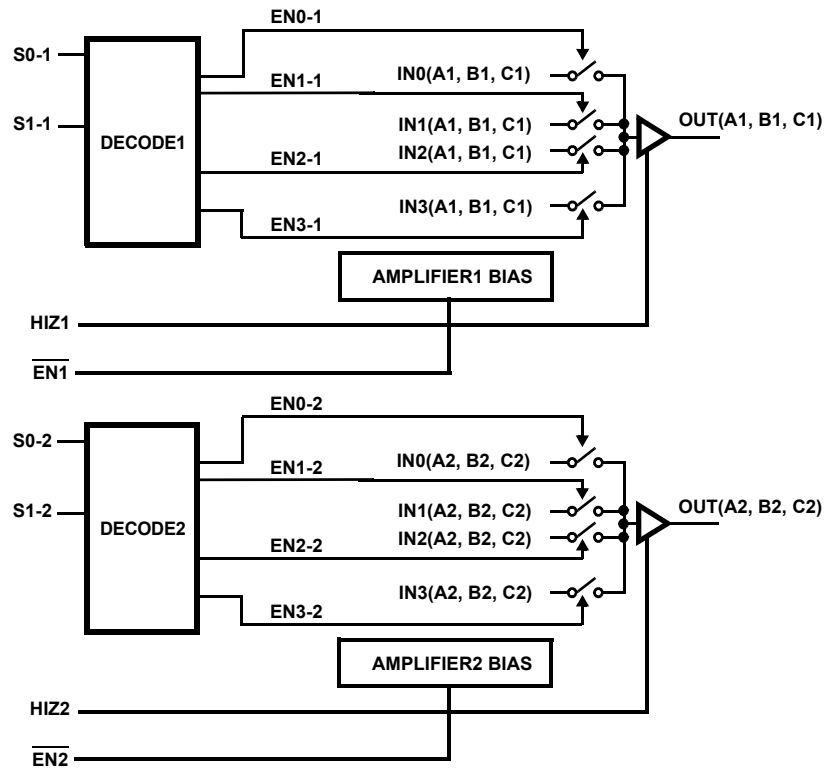 EN0-1
S0-1
EN1-1
IN0(A1, B1, C1)
S1-1
DECODE1
IN1(A1, B1, C1)
OUT(A1, B1, C1)
IN2(A1, B1, C1)
EN2-1
IN3(A1, B1, C1)
EN3-1
AMPLIFIER1 BIAS
HIZ1
EN1
EN0-2
S0-2
EN1-2
IN0(A2, B2, C2)
S1-2
DECODE2
IN1(A2, B2, C2)
OUT(A2, B2, C2)
IN2(A2, B2, C2)
EN2-2
IN3(A2, B2, C2)
EN3-2
AMPLIFIER2 BIAS
HIZ2
EN2